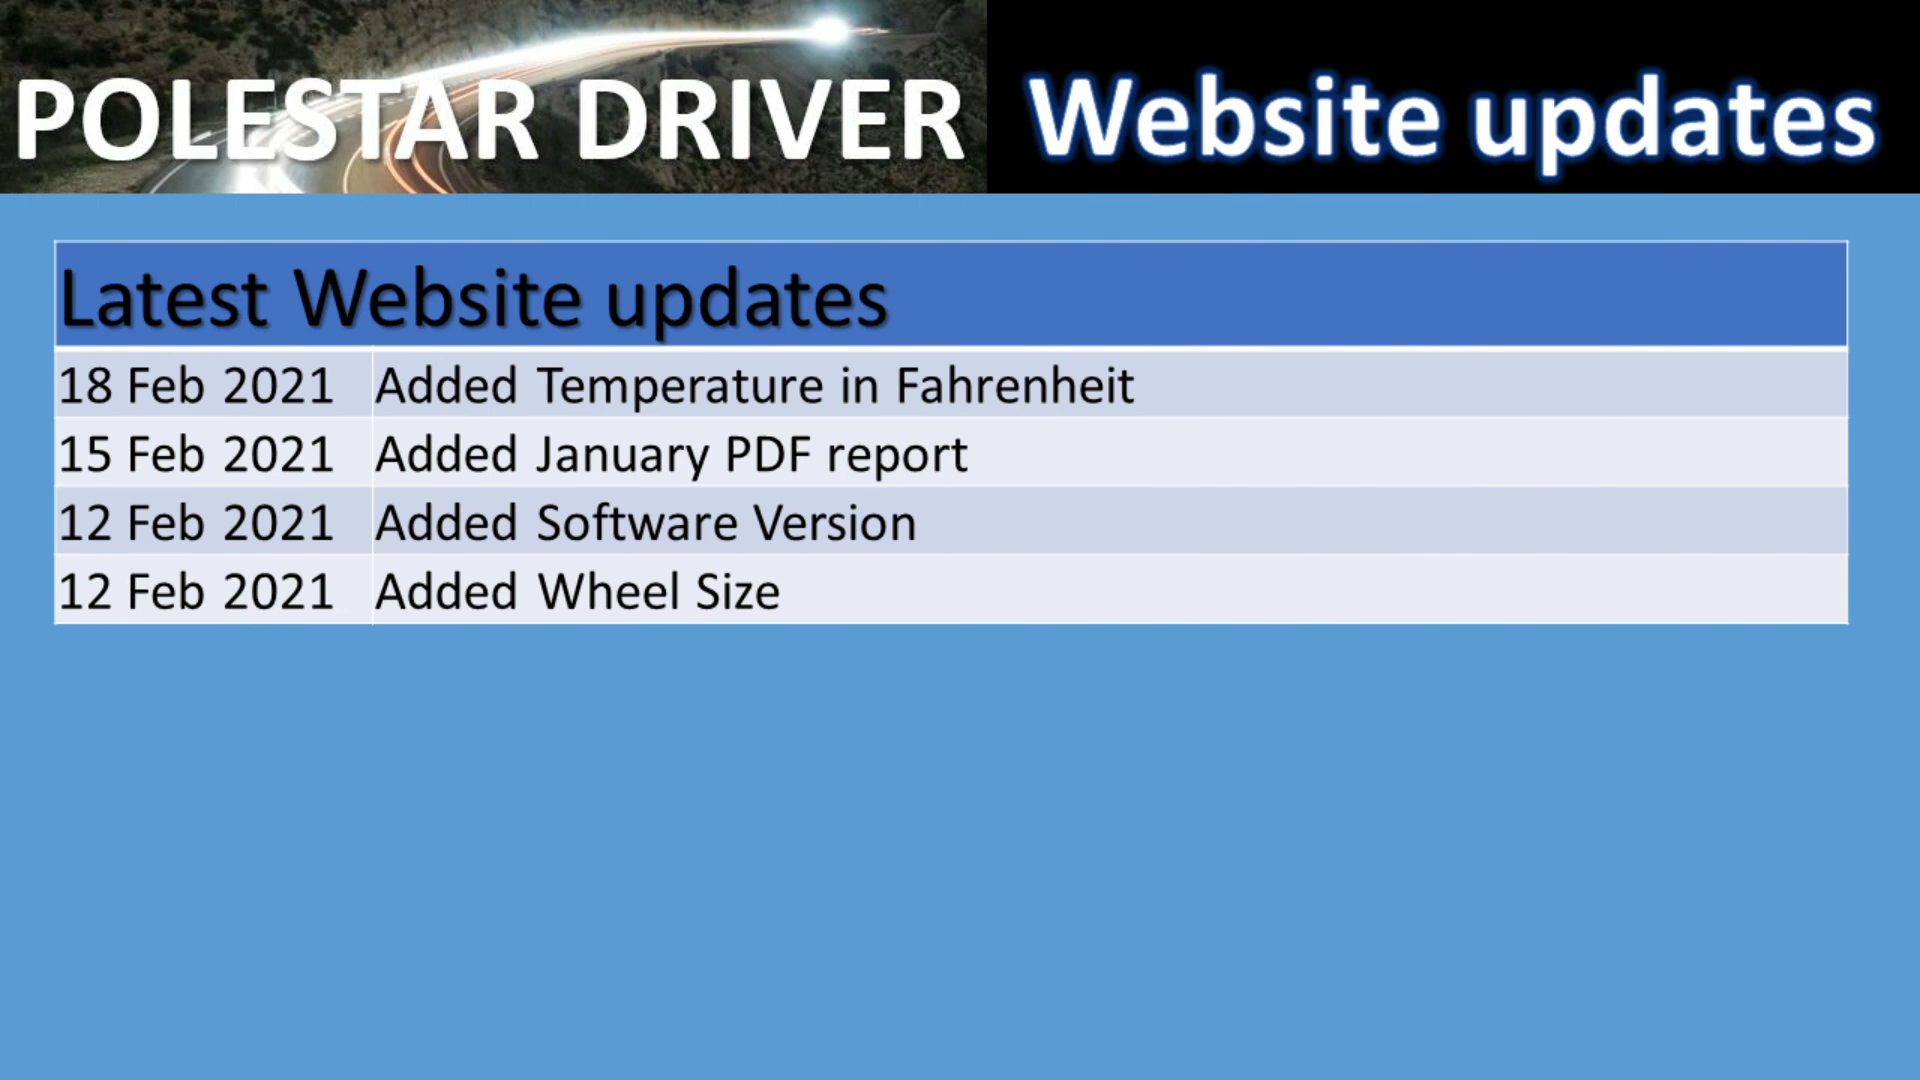 POLESTAR DRIVER Website updates
Latest Website updates
18 Feb 2021 Added Temperature in Fahrenheit
15 Feb 2021 Added January PDF report
12 Feb 2021 Added Software Version
12 Feb 2021 Added Wheel Size